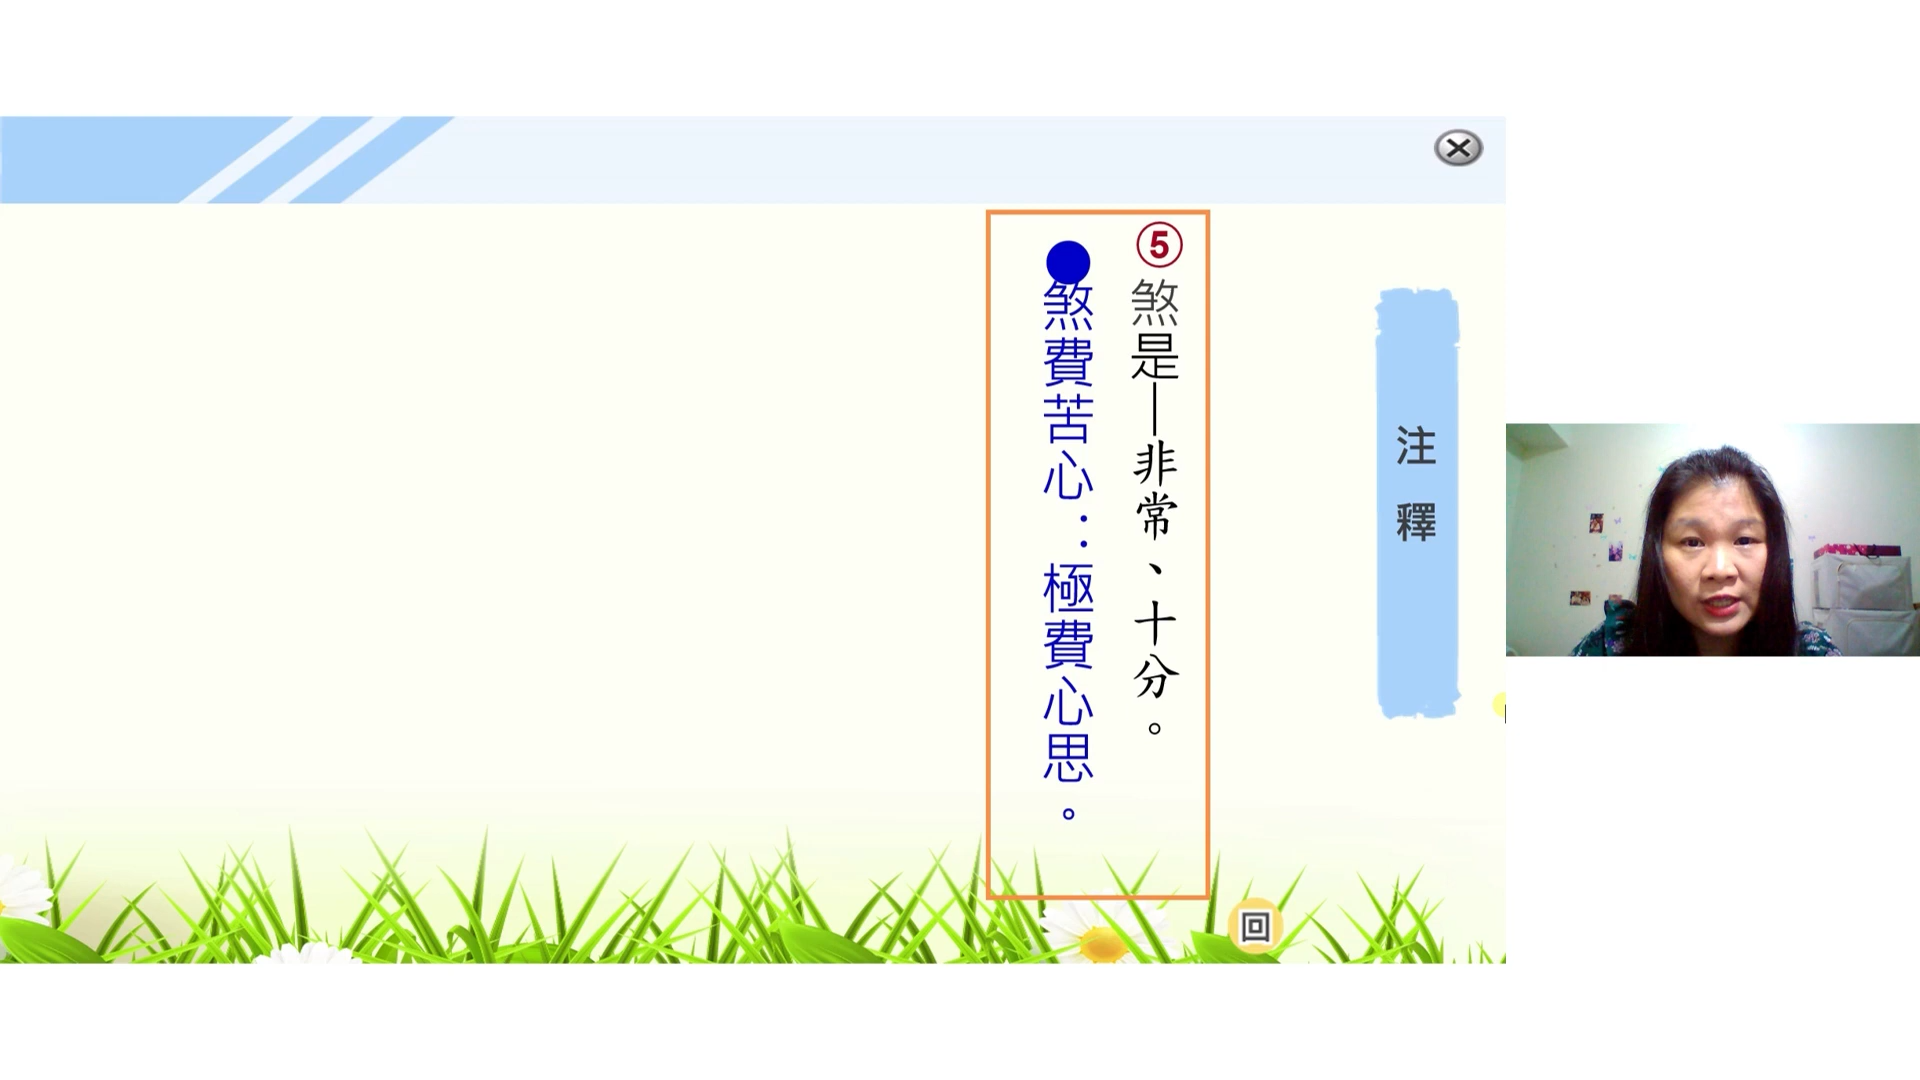 注釋
⑤煞是—非常、十分。
●煞費苦心：極費心思。
回